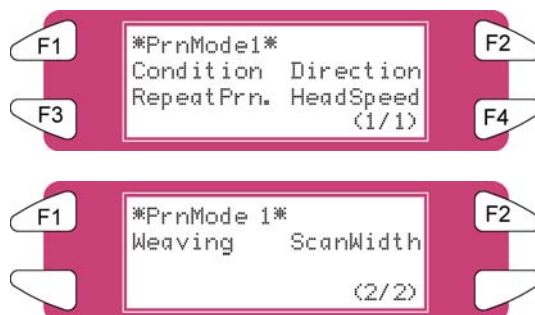 F1 *PrnMode1* F2
Condition Direction
F3 RepeatPrn. HeadSpeed F4
(1/1)
F1 *PrnMode 1* F2
Weaving ScanWidth
(2/2)